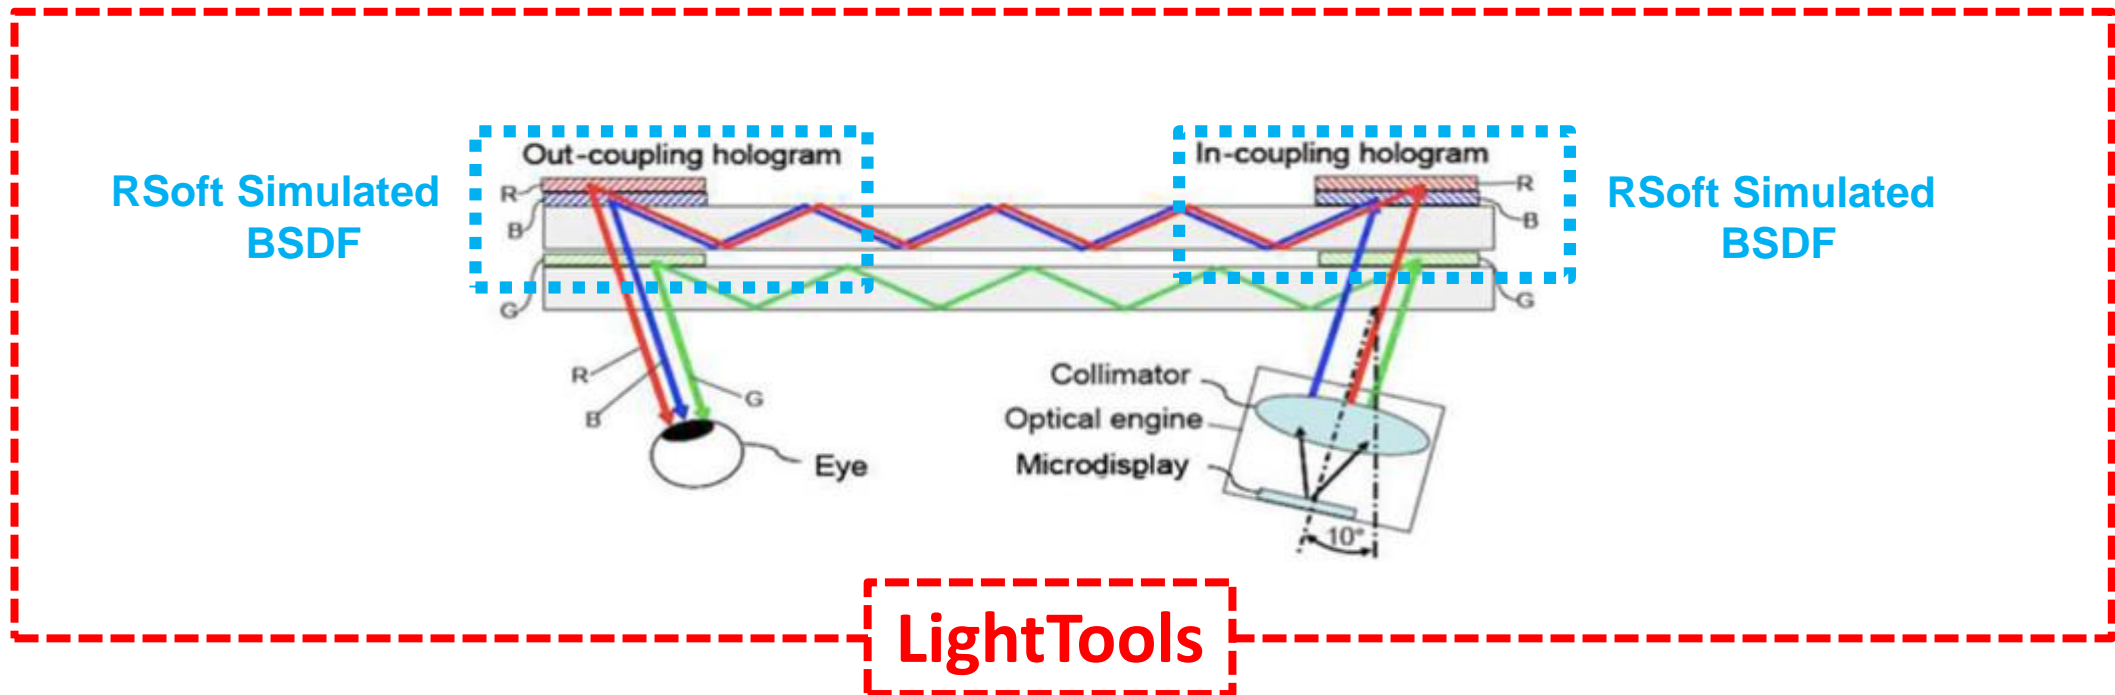 Out-coupling hologram
In-coupling hologram
RSoft Simulated
BSDF
RSoft Simulated
BSDF
R
B
G
R
B
G
R
B
G
Eye
Collimator
Optical engine
Microdisplay
10°
LightTools